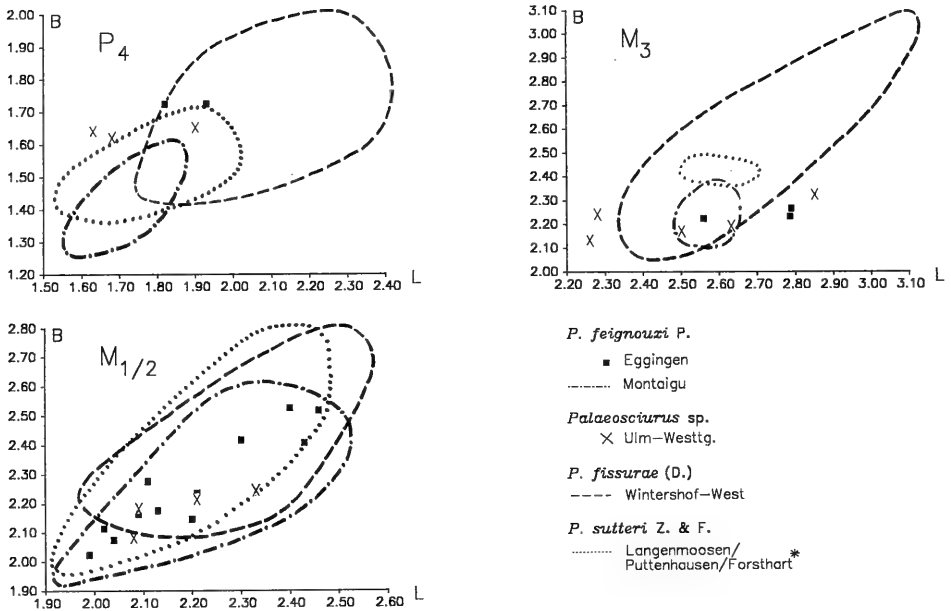 B
2.00
1.90
1.80
1.70
1.60
1.50
1.40
1.30
1.20
P4
1.50 1.60 1.70 1.80 1.90 2.00 2.10 2.20 2.30 2.40 L
B
3.10
3.00
2.90
2.80
2.70
2.60
2.50
2.40
2.30
2.20
2.10
2.00
M3
2.20 2.30 2.40 2.50 2.60 2.70 2.80 2.90 3.00 3.10 L
B
2.80
2.70
2.60
2.50
2.40
2.30
2.20
2.10
2.00
1.90
M1/2
1.90 2.00 2.10 2.20 2.30 2.40 2.50 2.60 L
P. feignouxi P.
Eggingen
Montaigu
Palaeosciurus sp.
Ulm-Westtg.
P. fissurae (D.)
Wintershof-West
P. sutteri Z. & F.
Langenmoosen/
Puttenhausen/Forsthart*